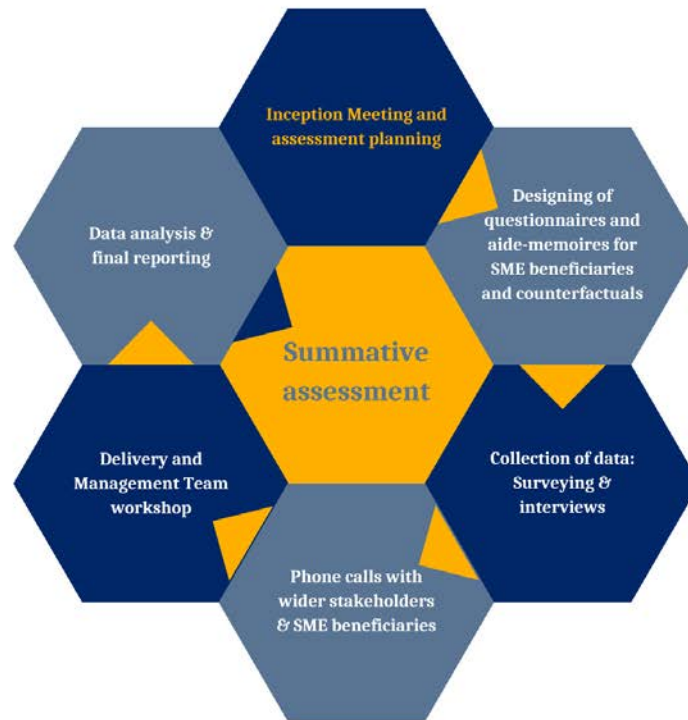 Inception Meeting and
assessment planning
Designing of
questionnaires and
aide-memoires for
SME beneficiaries
and counterfactuals
Data analysis &
final reporting
Summative
assessment
Delivery and
Management Team
workshop
Collection of data:
Surveying &
interviews
Phone calls with
wider stakeholders
& SME beneficiaries